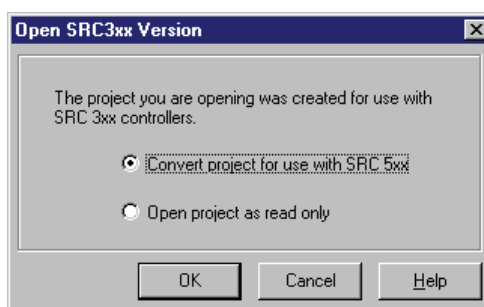 Open SRC3xx Version
The project you are opening was created for use with
SRC 3xx controllers.
Convert project for use with SRC 5xx
Open project as read only
OK Cancel Help